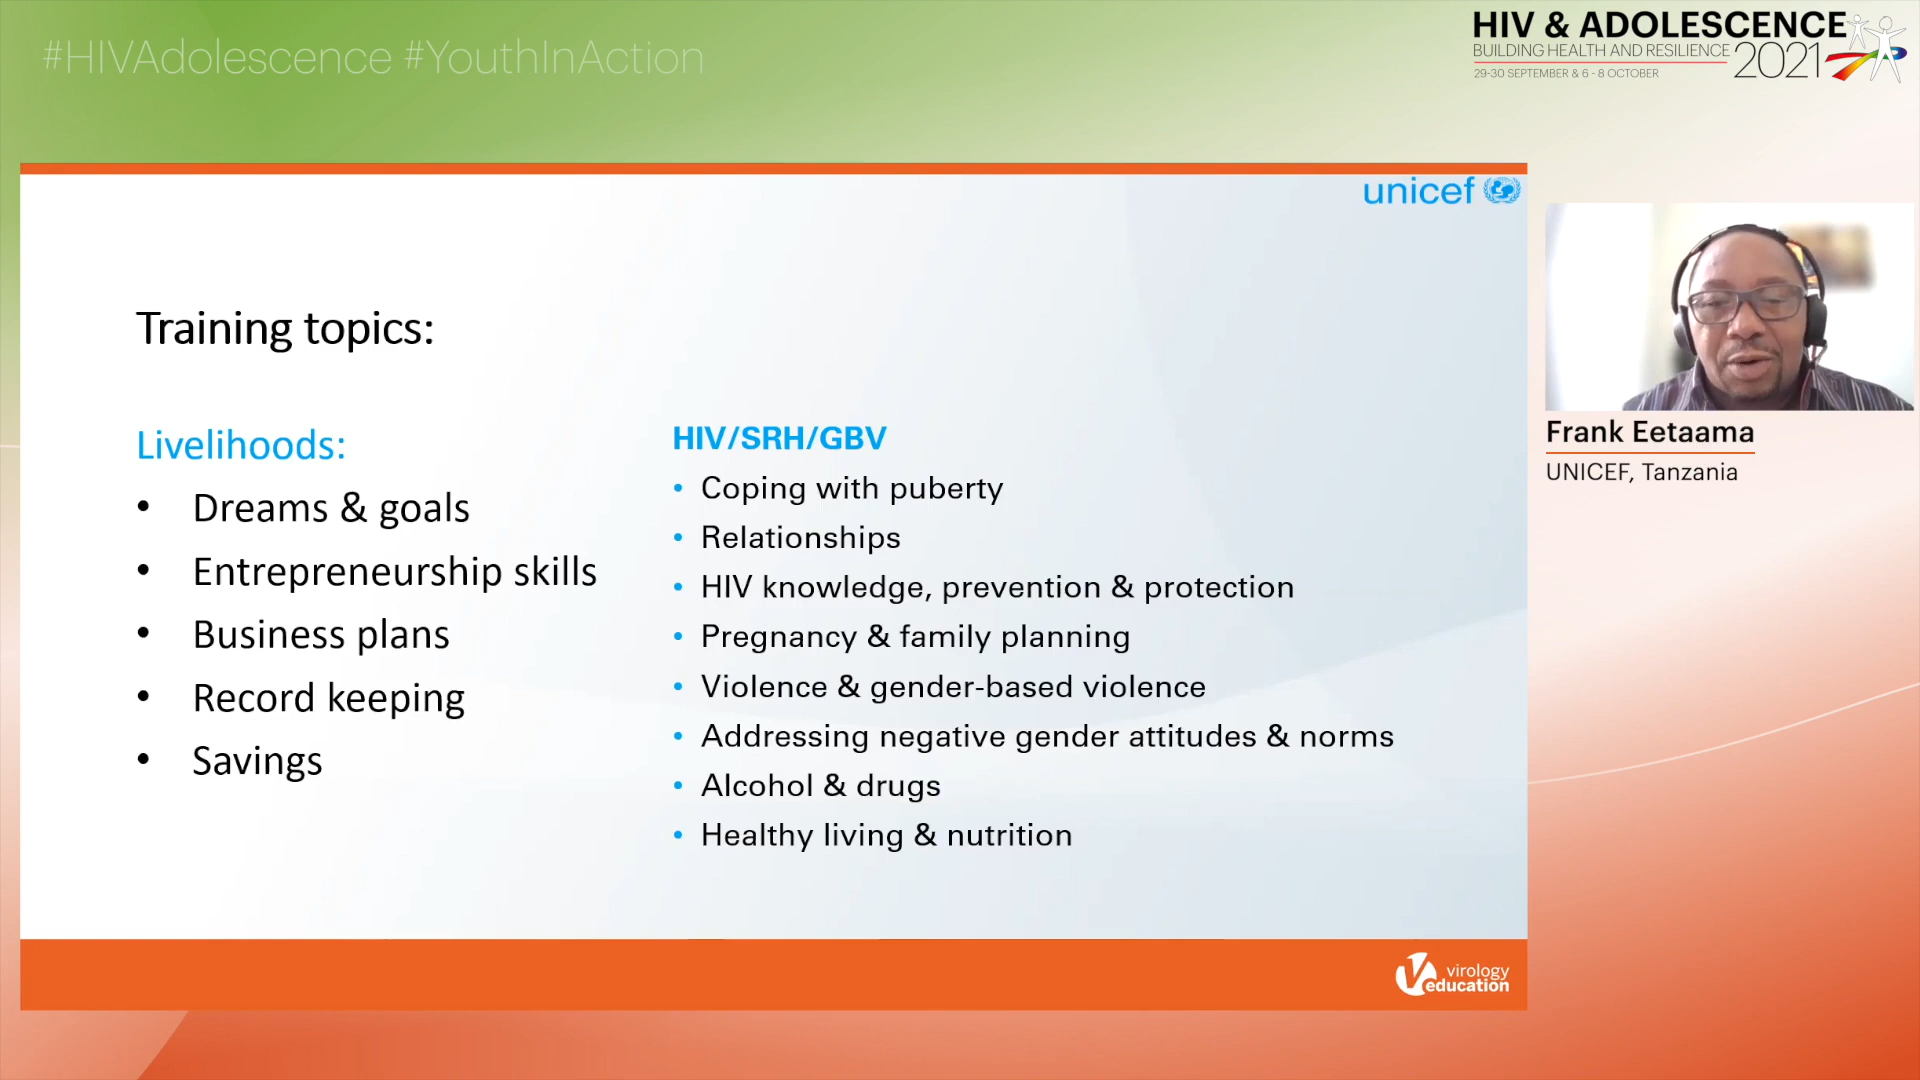 #HIVAdolescence #YouthInAction
HIV & ADOLESCENCE
BUILDING HEALTH AND RESILIENCE 2021
29-30 SEPTEMBER & 6 - 8 OCTOBER
unicef
Training topics:
Livelihoods:
• Dreams & goals
• Entrepreneurship skills
• Business plans
• Record keeping
• Savings
HIV/SRH/GBV
• Coping with puberty
• Relationships
• HIV knowledge, prevention & protection
• Pregnancy & family planning
• Violence & gender-based violence
• Addressing negative gender attitudes & norms
• Alcohol & drugs
• Healthy living & nutrition
Frank Eetaama
UNICEF, Tanzania
virology
education